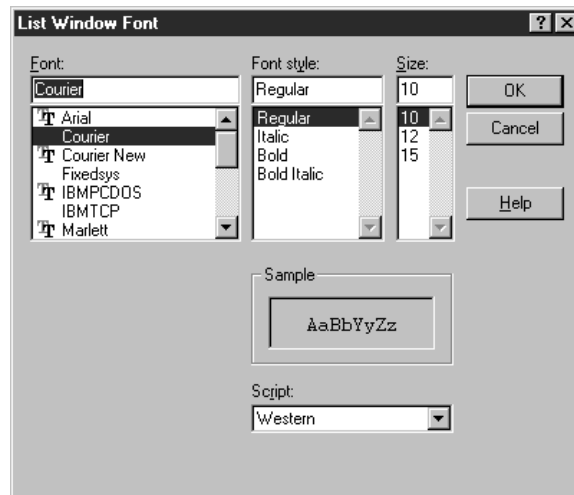 List Window Font
Font:
Font style:
Size:
Courier
Regular
10
OK
Arial
Courier
Courier New
Fixedsys
IBMPCDOS
IBMTCP
Marlett
Regular
Italic
Bold
Bold Italic
10
12
15
Cancel
Help
Sample
AaBbYyZz
Script:
Western